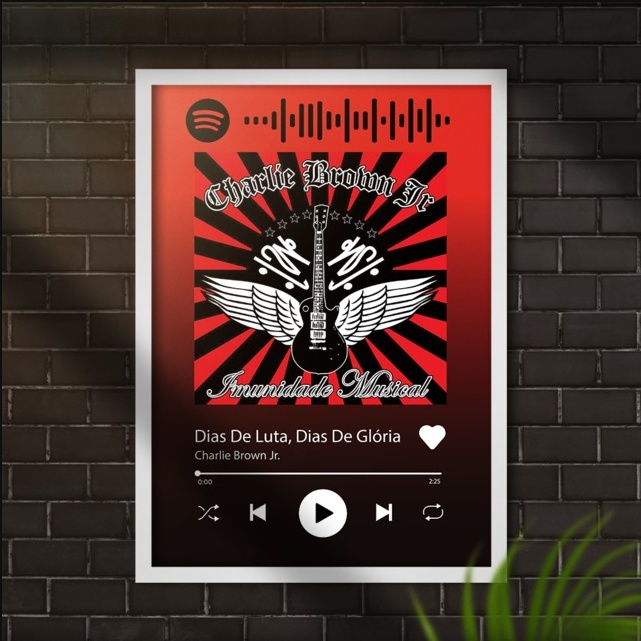 Charlie Brown Jr
Imunidade Musical
Dias De Luta, Dias De Glória
Charlie Brown Jr.
0:00
2:25